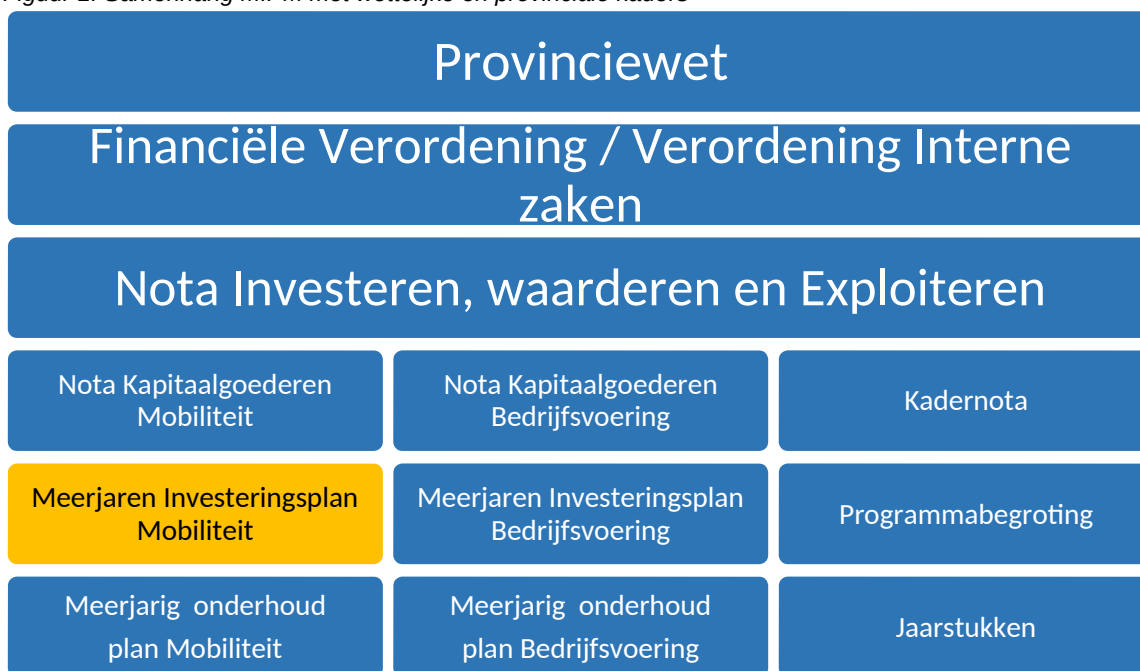 Provinciewet
Financiële Verordening / Verordening Interne
zaken
Nota Investeren, waarderen en Exploiteren
Nota Kapitaalgoederen
Mobiliteit
Nota Kapitaalgoederen
Bedrijfsvoering
Kadernota
Meerjaren Investeringsplan
Mobiliteit
Meerjaren Investeringsplan
Bedrijfsvoering
Programmabegroting
Meerjarig onderhoud
plan Mobiliteit
Meerjarig onderhoud
plan Bedrijfsvoering
Jaarstukken